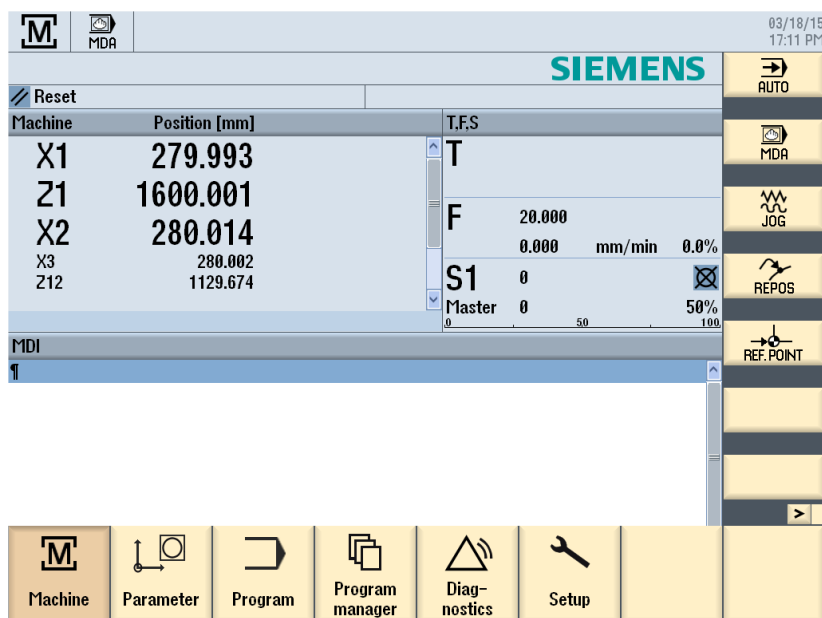 M
MDA
03/18/15
17:11 PM
SIEMENS
Reset
Machine Position [mm]
X1 279.993
Z1 1600.001
X2 280.014
X3 280.002
Z12 1129.674
T,F,S
T
F 20.000
0.000 mm/min 0.0%
S1 0
Master 0 50%
0 50 100
MDI
¶
AUTO
MDA
JOG
REPOS
REF. POINT
>
M
Machine
Parameter
Program
Program
manager
Diag-
nostics
Setup